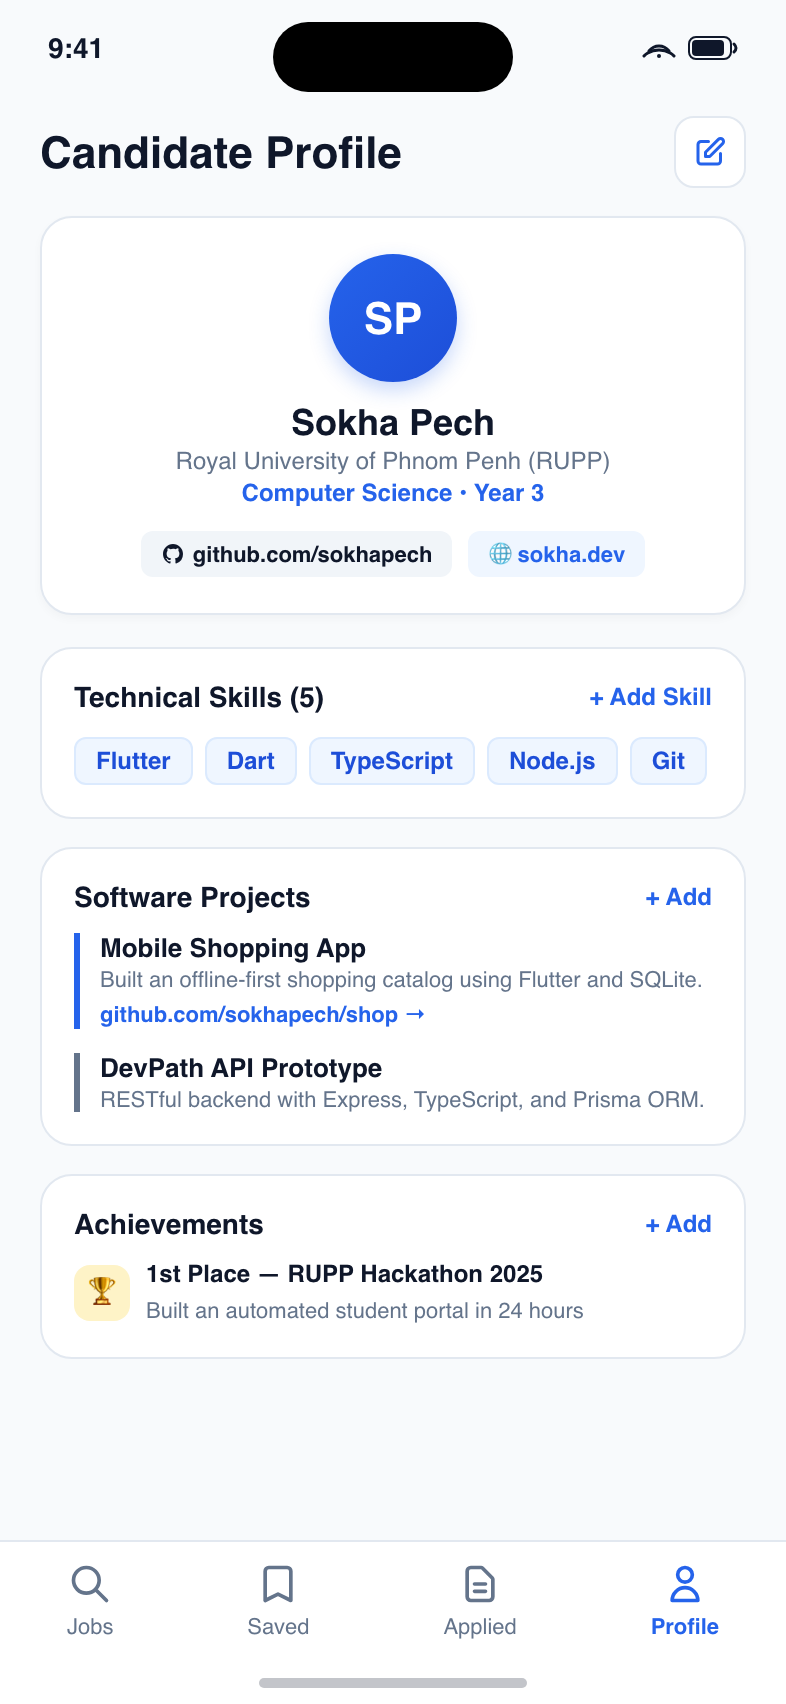 9:41
Candidate Profile
SP
Sokha Pech
Royal University of Phnom Penh (RUPP)
Computer Science • Year 3
github.com/sokhapech
sokha.dev
Technical Skills (5)
+ Add Skill
Flutter
Dart
TypeScript
Node.js
Git
Software Projects
+ Add
Mobile Shopping App
Built an offline-first shopping catalog using Flutter and SQLite.
github.com/sokhapech/shop →
DevPath API Prototype
RESTful backend with Express, TypeScript, and Prisma ORM.
Achievements
+ Add
1st Place — RUPP Hackathon 2025
Built an automated student portal in 24 hours
Jobs
Saved
Applied
Profile